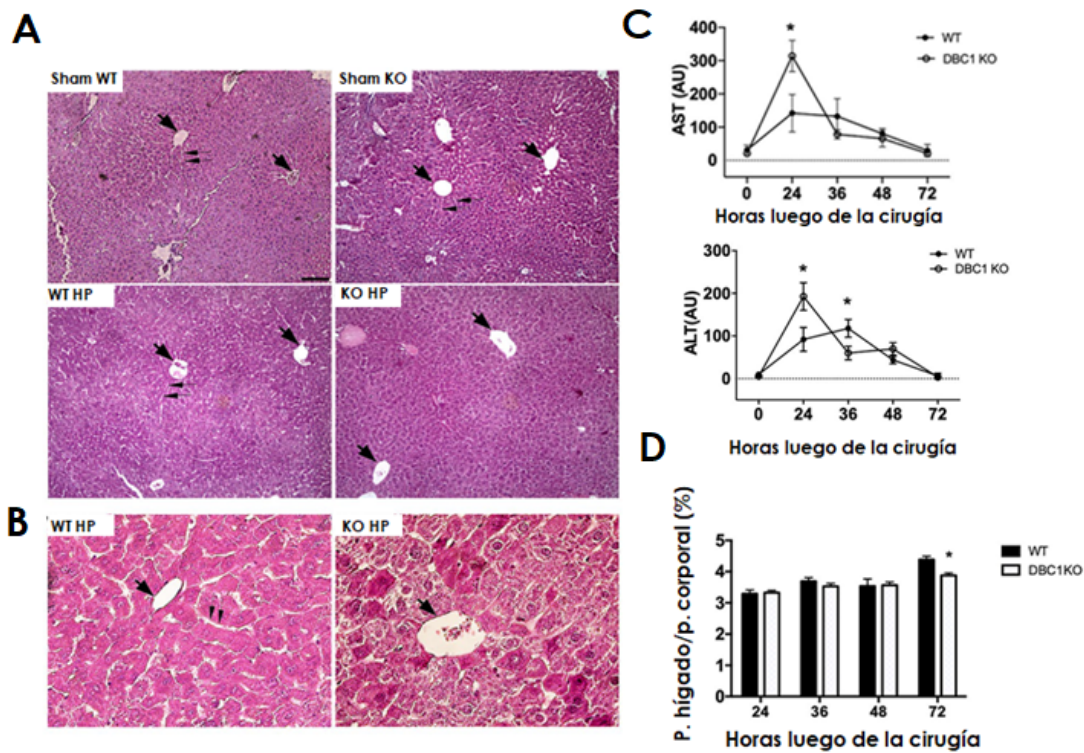 A
Sham WT
Sham KO
WT HP
KO HP
B
WT HP
KO HP
C
AST (AU)
400
300
200
100
0
*
WT
DBC1 KO
0 24 36 48 72
Horas luego de la cirugía
ALT(AU)
300
200
100
0
* *
WT
DBC1 KO
0 24 36 48 72
Horas luego de la cirugía
D
P. hígado/p. corporal (%)
6
5
4
3
2
1
0
*
WT
DBC1KO
24 36 48 72
Horas luego de la cirugía